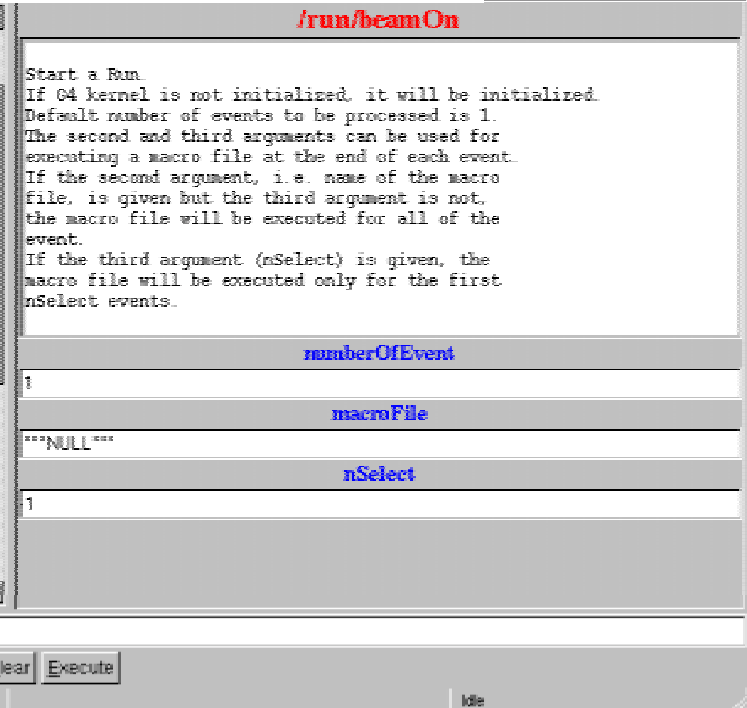 /run/beamOn
Start a Run.
If G4 kernel is not initialized, it will be initialized.
Default number of events to be processed is 1.
The second and third arguments can be used for
executing a macro file at the end of each event.
If the second argument, i.e. name of the macro
file, is given but the third argument is not,
the macro file will be executed for all of the
event.
If the third argument (nSelect) is given, the
macro file will be executed only for the first
nSelect events.
numberOfEvent
1
macroFile
***NULL***
nSelect
-1
lear Execute
Idle